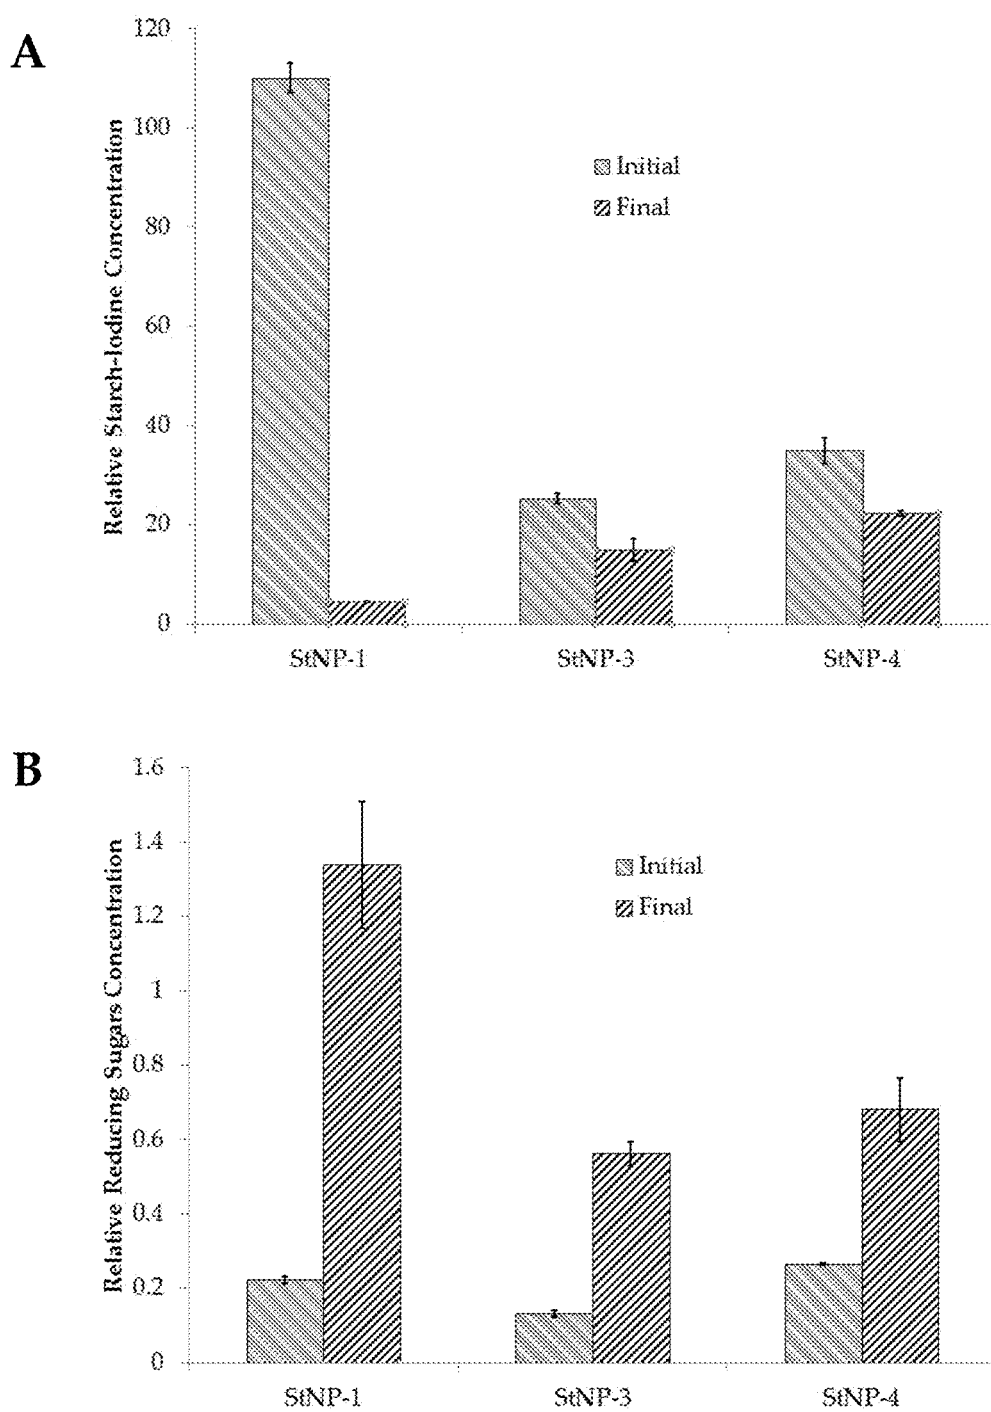 A
120
100
80
60
40
20
0
Relative Starch-Iodine Concentration
Initial
Final
StNP-1 StNP-3 StNP-4
B
1.6
1.4
1.2
1
0.8
0.6
0.4
0.2
0
Relative Reducing Sugars Concentration
Initial
Final
StNP-1 StNP-3 StNP-4